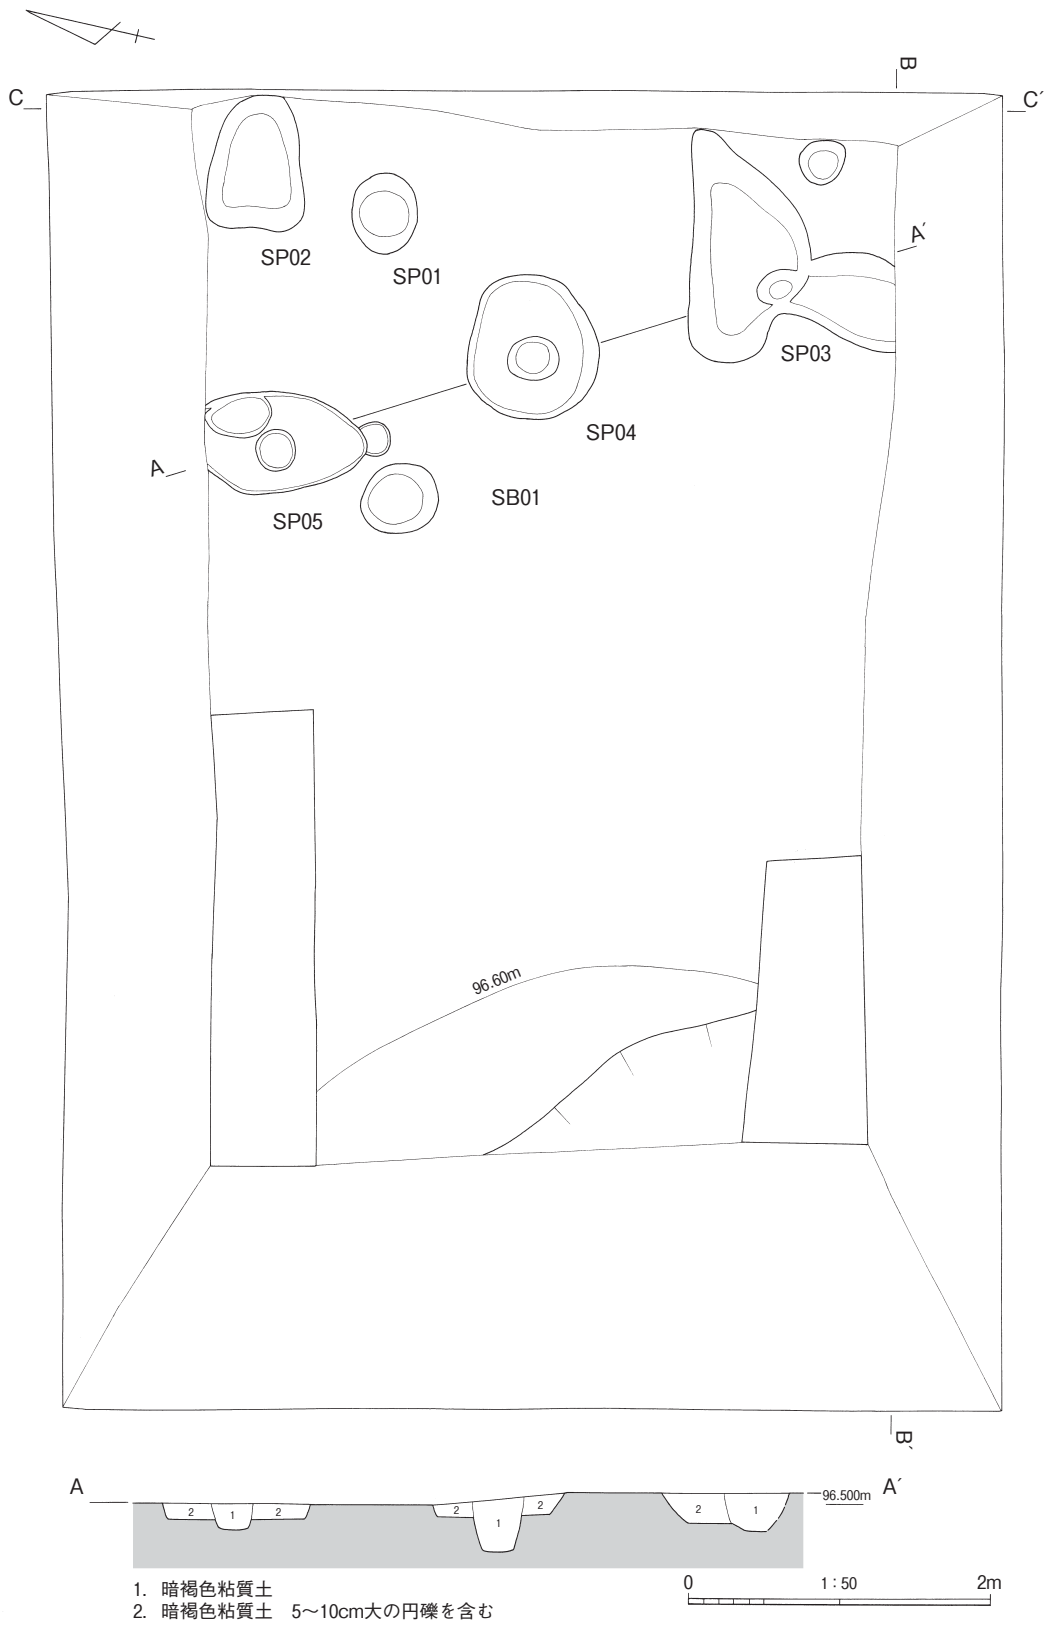 B
C
C´
A´
SP02
SP01
SP03
SP04
A
SB01
SP05
96.60m
B´
A
A´
96.500m
2
1
2
2
1
2
2
1
1. 暗褐色粘質土
2. 暗褐色粘質土　5〜10cm大の円礫を含む
0
1：50
2m